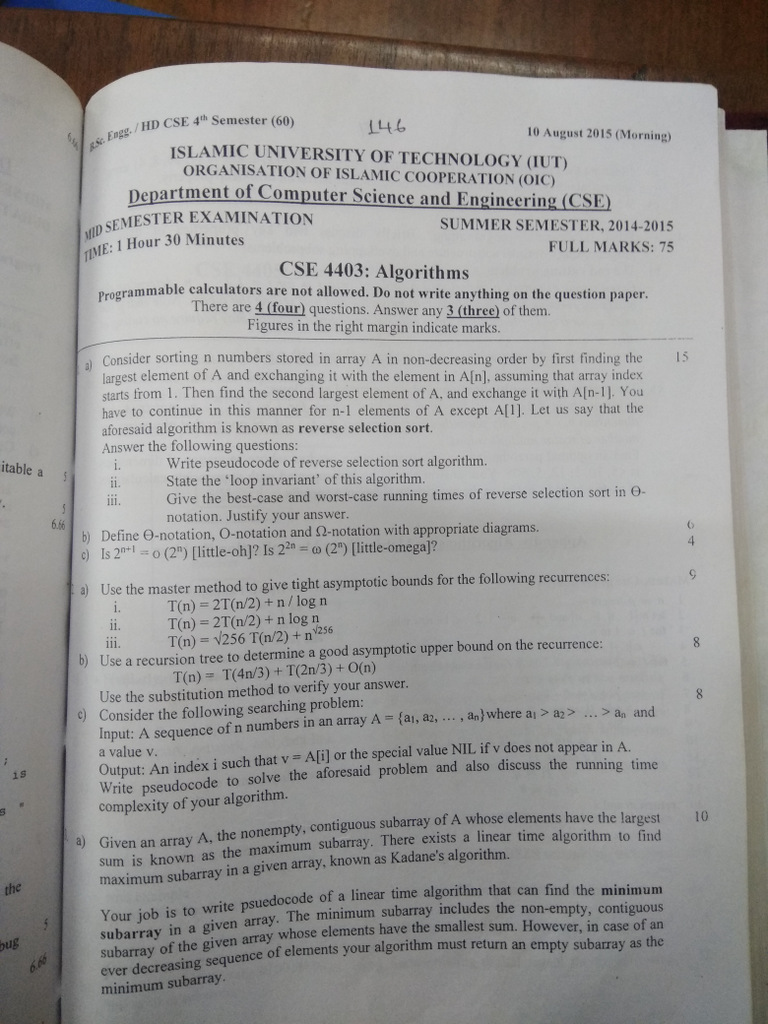 B.Sc. Engg. / HD CSE 4th Semester (60)
146
10 August 2015 (Morning)
ISLAMIC UNIVERSITY OF TECHNOLOGY (IUT)
ORGANISATION OF ISLAMIC COOPERATION (OIC)
Department of Computer Science and Engineering (CSE)
MID SEMESTER EXAMINATION
SUMMER SEMESTER, 2014-2015
TIME: 1 Hour 30 Minutes
FULL MARKS: 75
CSE 4403: Algorithms
Programmable calculators are not allowed. Do not write anything on the question paper.
There are 4 (four) questions. Answer any 3 (three) of them.
Figures in the right margin indicate marks.
a) Consider sorting n numbers stored in array A in non-decreasing order by first finding the 15
largest element of A and exchanging it with the element in A[n], assuming that array index
starts from 1. Then find the second largest element of A, and exchange it with A[n-1]. You
have to continue in this manner for n-1 elements of A except A[1]. Let us say that the
aforesaid algorithm is known as reverse selection sort.
Answer the following questions:
i. Write pseudocode of reverse selection sort algorithm.
ii. State the 'loop invariant' of this algorithm.
iii. Give the best-case and worst-case running times of reverse selection sort in Θ-
notation. Justify your answer.
b) Define Θ-notation, O-notation and Ω-notation with appropriate diagrams. 6
c) Is 2ⁿ⁺¹ = o (2ⁿ) [little-oh]? Is 2²ⁿ = ω (2ⁿ) [little-omega]? 4
a) Use the master method to give tight asymptotic bounds for the following recurrences: 9
i. T(n) = 2T(n/2) + n / log n
ii. T(n) = 2T(n/2) + n log n
iii. T(n) = √256 T(n/2) + n^√256
b) Use a recursion tree to determine a good asymptotic upper bound on the recurrence: 8
T(n) = T(4n/3) + T(2n/3) + O(n)
Use the substitution method to verify your answer.
c) Consider the following searching problem: 8
Input: A sequence of n numbers in an array A = {a₁, a₂, ... , aₙ}where a₁ > a₂ > ... > aₙ and
a value v.
Output: An index i such that v = A[i] or the special value NIL if v does not appear in A.
Write pseudocode to solve the aforesaid problem and also discuss the running time
complexity of your algorithm.
a) Given an array A, the nonempty, contiguous subarray of A whose elements have the largest 10
sum is known as the maximum subarray. There exists a linear time algorithm to find
maximum subarray in a given array, known as Kadane's algorithm.
Your job is to write psuedocode of a linear time algorithm that can find the minimum
subarray in a given array. The minimum subarray includes the non-empty, contiguous
subarray of the given array whose elements have the smallest sum. However, in case of an
ever decreasing sequence of elements your algorithm must return an empty subarray as the
minimum subarray.
itable a
5
5
6.66
;
is
s "
the
5
bug
6.66